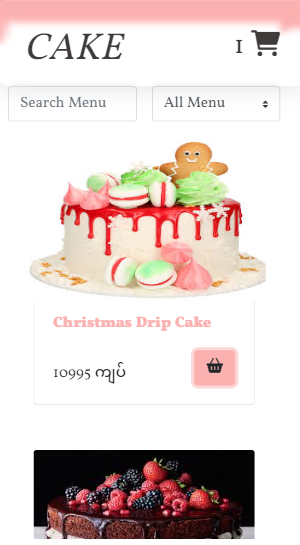 CAKE
1
Search Menu
All Menu
Christmas Drip Cake
10995 ကျပ်